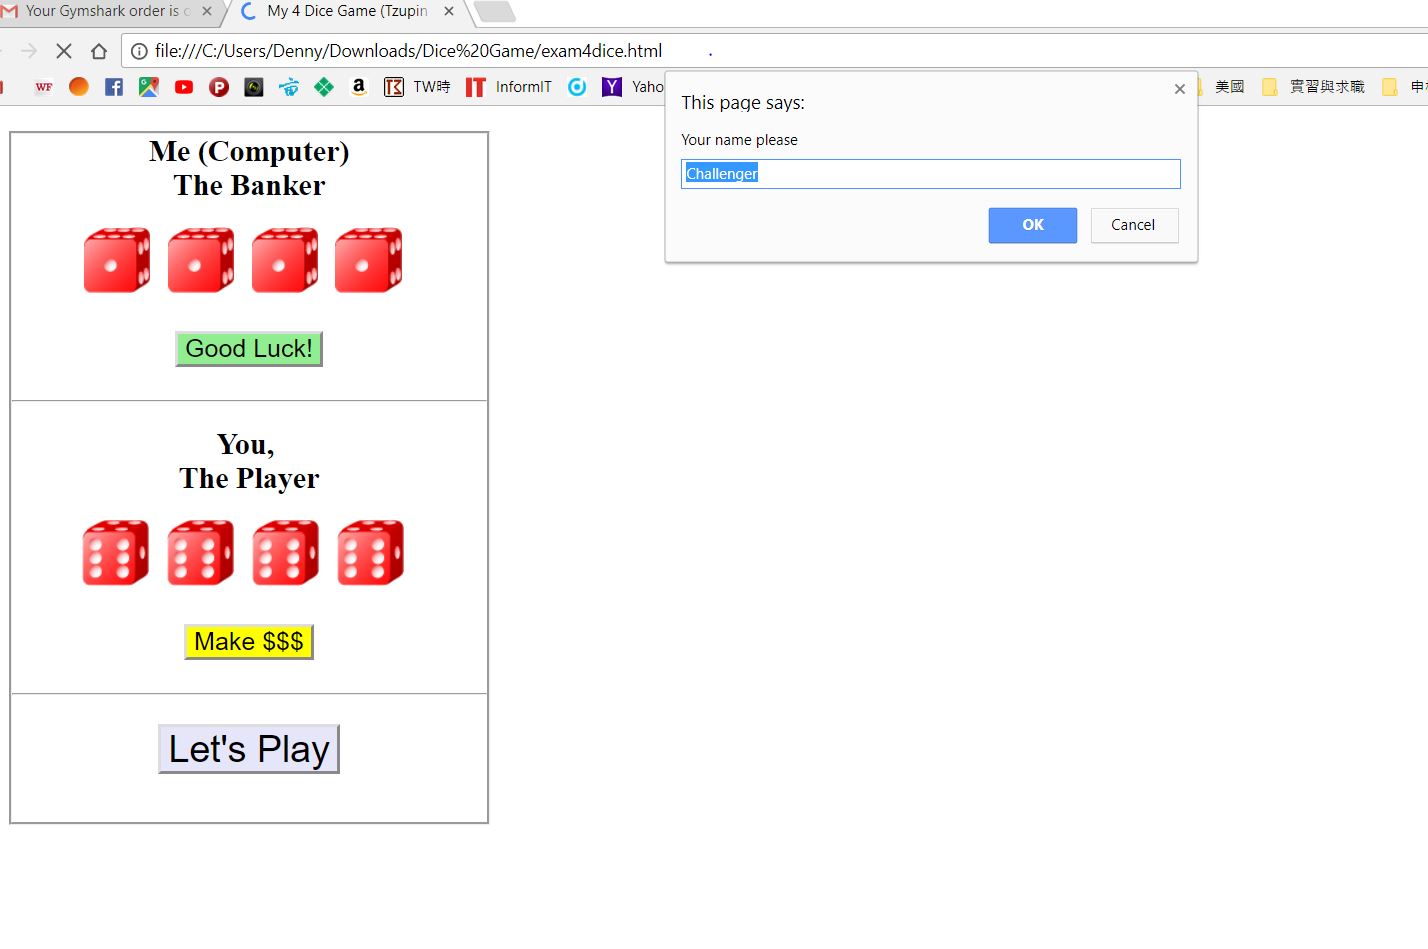 Your Gymshark order is c
My 4 Dice Game (Tzupin
file:///C:/Users/Denny/Downloads/Dice%20Game/exam4dice.html
WF
TW時
IT
InformIT
Y
Yaho
美國
實習與求職
申
This page says:
Your name please
Challenger
OK
Cancel
Me (Computer)
The Banker
Good Luck!
You,
The Player
Make $$$
Let's Play